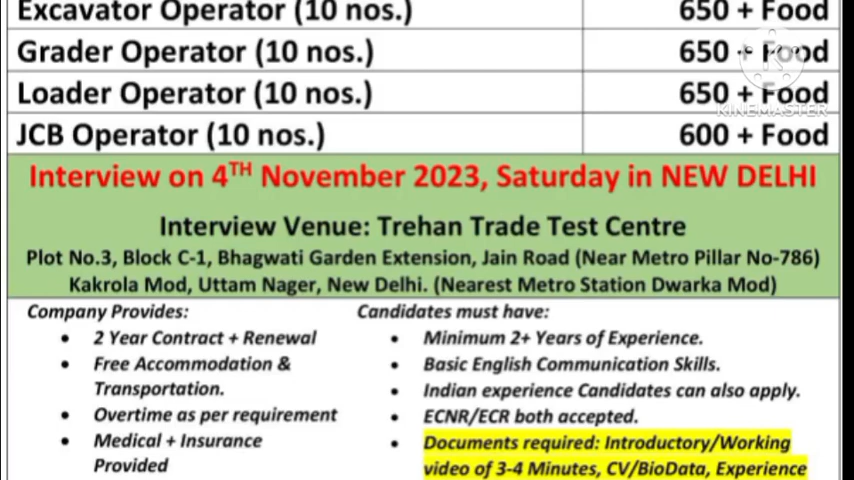 Excavator Operator (10 nos.) 650 + Food
Grader Operator (10 nos.) 650 + Food
Loader Operator (10 nos.) 650 + Food
KINEMASTER
JCB Operator (10 nos.) 600 + Food
Interview on 4TH November 2023, Saturday in NEW DELHI
Interview Venue: Trehan Trade Test Centre
Plot No.3, Block C-1, Bhagwati Garden Extension, Jain Road (Near Metro Pillar No-786)
Kakrola Mod, Uttam Nager, New Delhi. (Nearest Metro Station Dwarka Mod)
Company Provides:
• 2 Year Contract + Renewal
• Free Accommodation &
Transportation.
• Overtime as per requirement
• Medical + Insurance
Provided
Candidates must have:
• Minimum 2+ Years of Experience.
• Basic English Communication Skills.
• Indian experience Candidates can also apply.
• ECNR/ECR both accepted.
• Documents required: Introductory/Working
video of 3-4 Minutes, CV/BioData, Experience